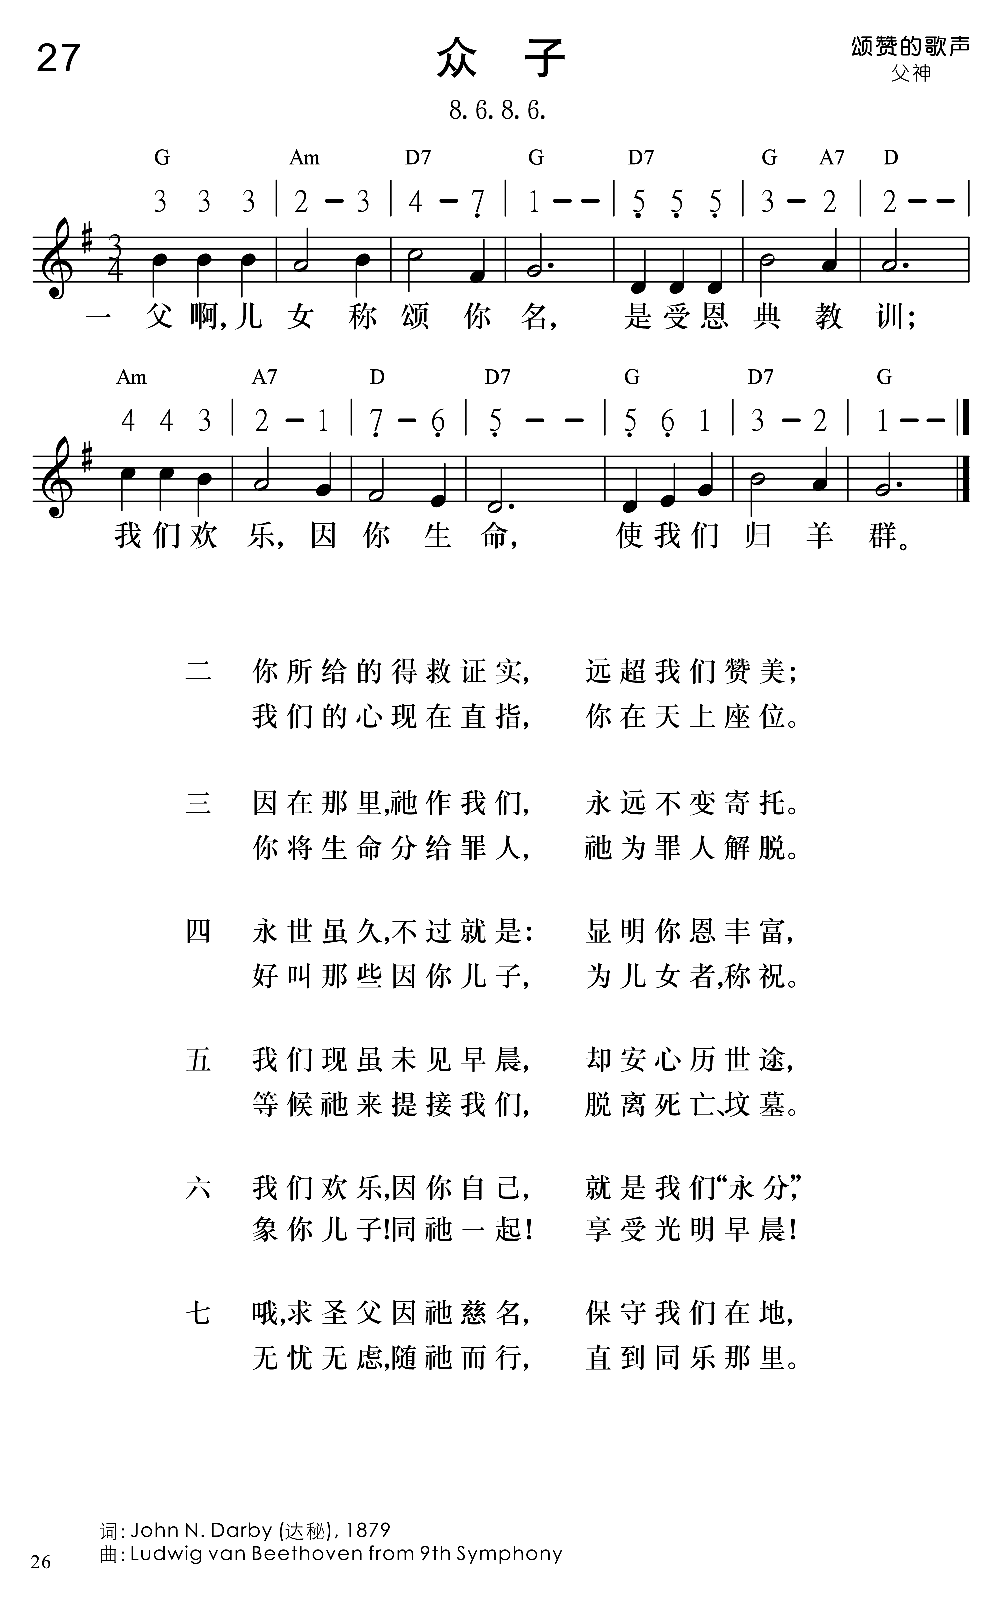 27
众 子
颂赞的歌声
父神
8. 6. 8. 6.
G Am D7 G D7 G A7 D
3 3 3 | 2 - 3 | 4 - 7 | 1 - - | 5 5 5 | 3 - 2 | 2 - - |
3
4
一 父啊,儿女称颂你名, 是受恩典教训;
Am A7 D D7 G D7 G
4 4 3 | 2 - 1 | 7 - 6 | 5 - - | 5 6 1 | 3 - 2 | 1 - - |
我们欢乐,因你生命, 使我们归羊群。
二 你所给的得救证实, 远超我们赞美;
我们的心现在直指, 你在天上座位。
三 因在那里,祂作我们, 永远不变寄托。
你将生命分给罪人, 祂为罪人解脱。
四 永世虽久,不过就是: 显明你恩丰富,
好叫那些因你儿子, 为儿女者,称祝。
五 我们现虽未见早晨, 却安心历世途,
等候祂来提接我们, 脱离死亡、坟墓。
六 我们欢乐,因你自己, 就是我们“永分”,
象你儿子!同祂一起! 享受光明早晨!
七 哦,求圣父因祂慈名, 保守我们在地,
无忧无虑,随祂而行, 直到同乐那里。
词: John N. Darby (达秘), 1879
曲: Ludwig van Beethoven from 9th Symphony
26